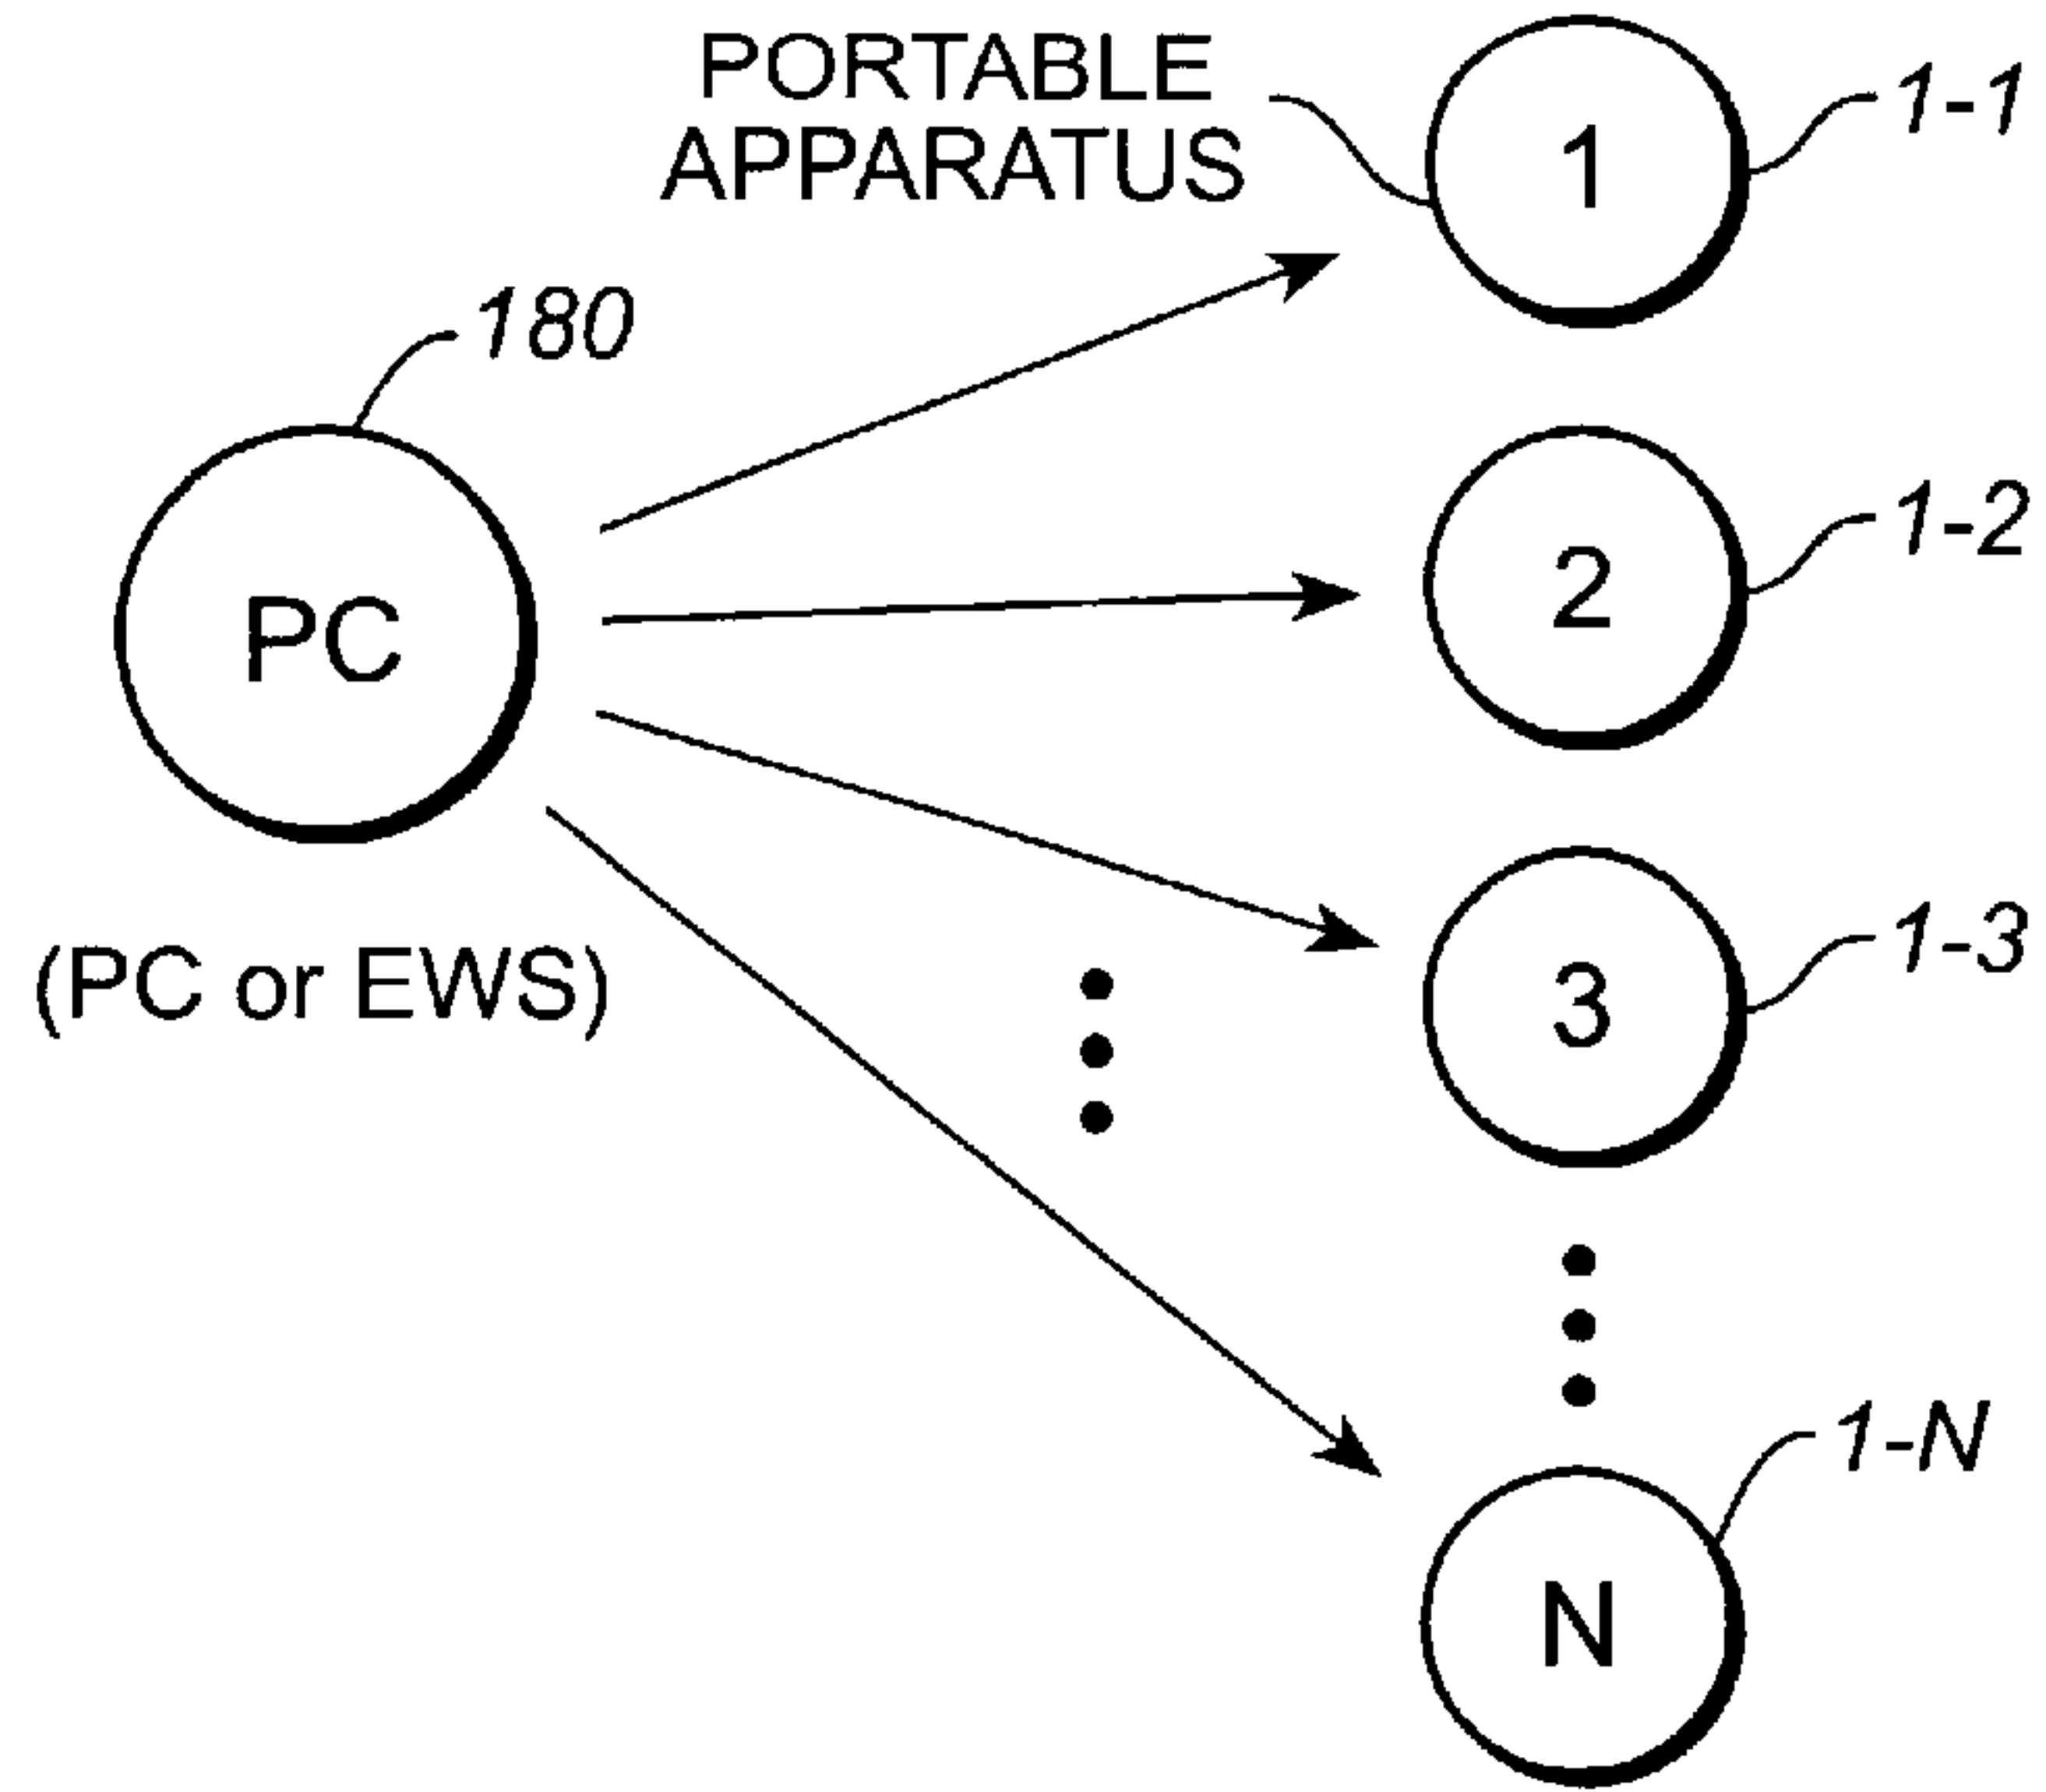 PORTABLE
APPARATUS
1
1-1
180
PC
(PC or EWS)
2
1-2
3
1-3
N
1-N